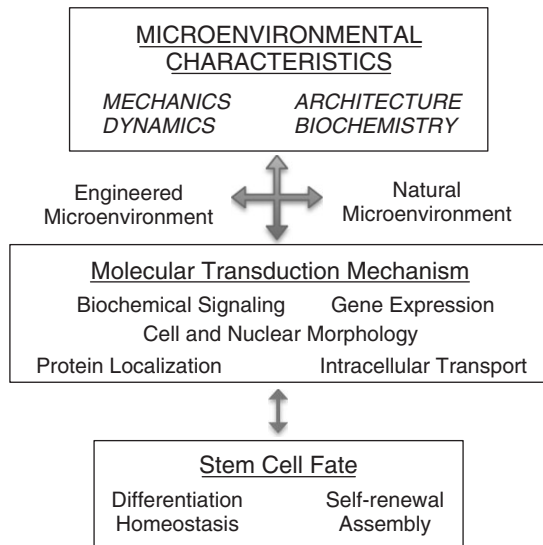 MICROENVIRONMENTAL
CHARACTERISTICS
MECHANICS ARCHITECTURE
DYNAMICS BIOCHEMISTRY
Engineered Natural
Microenvironment Microenvironment
Molecular Transduction Mechanism
Biochemical Signaling Gene Expression
Cell and Nuclear Morphology
Protein Localization Intracellular Transport
Stem Cell Fate
Differentiation Self-renewal
Homeostasis Assembly